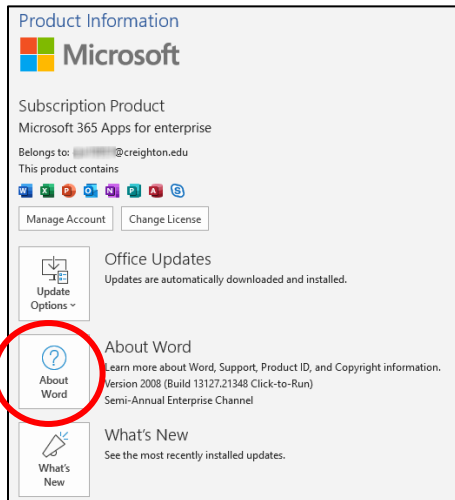 Product Information
Microsoft
Subscription Product
Microsoft 365 Apps for enterprise
Belongs to: @creighton.edu
This product contains
Manage Account
Change License
Update
Options
Office Updates
Updates are automatically downloaded and installed.
About
Word
About Word
Learn more about Word, Support, Product ID, and Copyright information.
Version 2008 (Build 13127.21348 Click-to-Run)
Semi-Annual Enterprise Channel
What's
New
What's New
See the most recently installed updates.